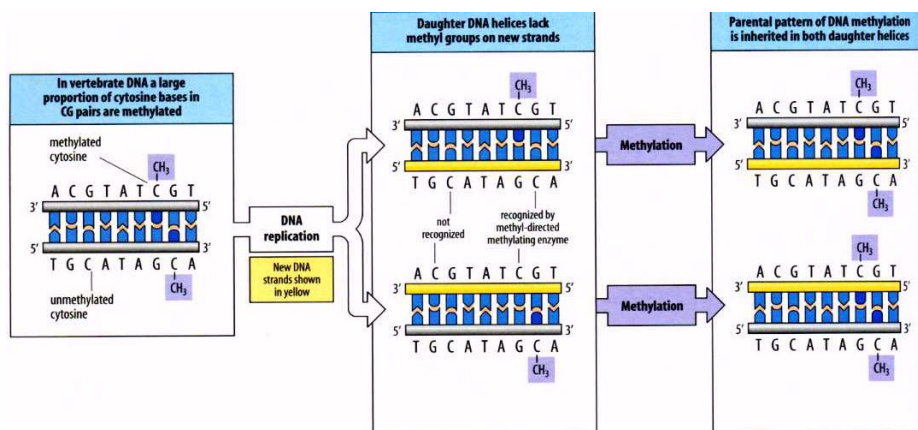 In vertebrate DNA a large
proportion of cytosine bases in
CG pairs are methylated
methylated
cytosine
CH3
A C G T A T C G T
3′ 5′
5′ 3′
T G C A T A G C A
CH3
unmethylated
cytosine
DNA
replication
New DNA
strands shown
in yellow
Daughter DNA helices lack
methyl groups on new strands
CH3
A C G T A T C G T
3′ 5′
5′ 3′
T G C A T A G C A
not
recognized
recognized by
methyl-directed
methylating enzyme
A C G T A T C G T
3′ 5′
5′ 3′
T G C A T A G C A
CH3
Methylation
Methylation
Parental pattern of DNA methylation
is inherited in both daughter helices
CH3
A C G T A T C G T
3′ 5′
5′ 3′
T G C A T A G C A
CH3
CH3
A C G T A T C G T
3′ 5′
5′ 3′
T G C A T A G C A
CH3